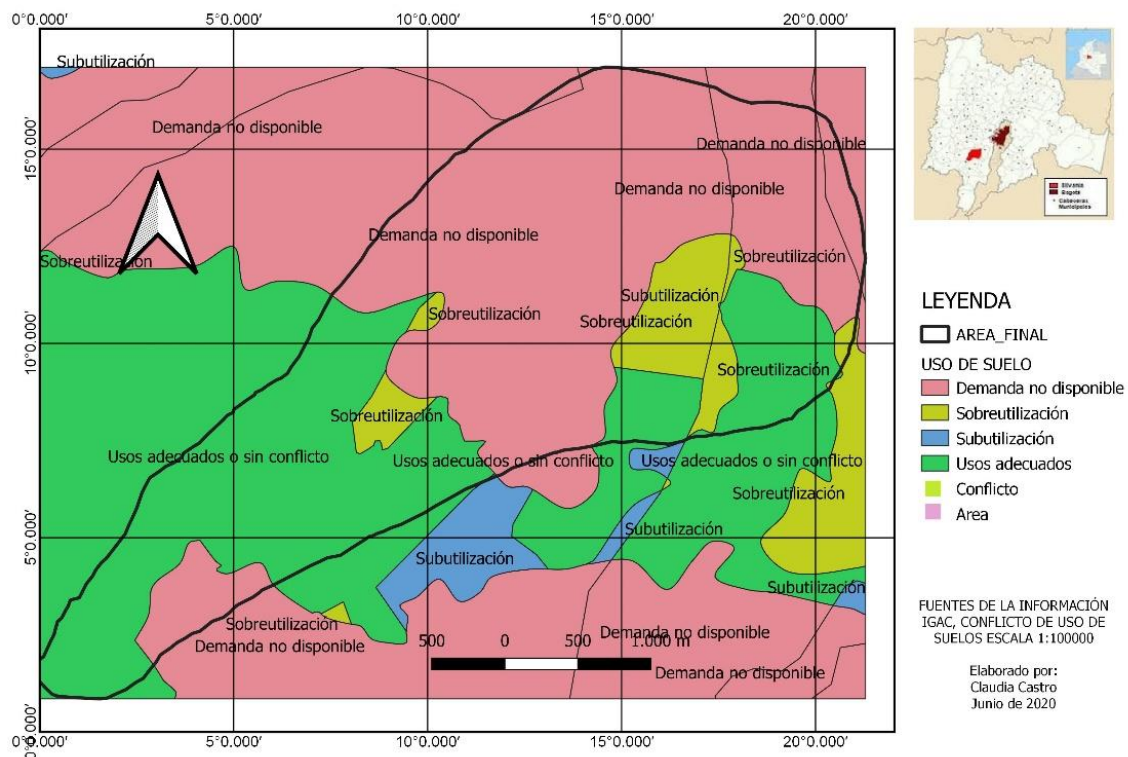 0°0.000' 5°0.000' 10°0.000' 15°0.000' 20°0.000'
Subutilización
Demanda no disponible
15°0.000'
Demanda no disponible
Demanda no disponible
Demanda no disponible
Sobreutilización
Sobreutilización
Subutilización
Sobreutilización
Sobreutilización
10°0.000'
Sobreutilización
Sobreutilización
Usos adecuados o sin conflicto
Usos adecuados o sin conflicto
Usos adecuados o sin conflicto
Sobreutilización
Subutilización
5°0.000'
Subutilización
Subutilización
Sobreutilización
Demanda no disponible
Demanda no disponible
500 0 500 1.000 m
Demanda no disponible
0°0.000'
0°0.000' 5°0.000' 10°0.000' 15°0.000' 20°0.000'
Silvania
Bogotá
Cabeceras
Municipales
LEYENDA
AREA_FINAL
USO DE SUELO
Demanda no disponible
Sobreutilización
Subutilización
Usos adecuados
Conflicto
Area
FUENTES DE LA INFORMACIÓN
IGAC, CONFLICTO DE USO DE
SUELOS ESCALA 1:100000
Elaborado por:
Claudia Castro
Junio de 2020